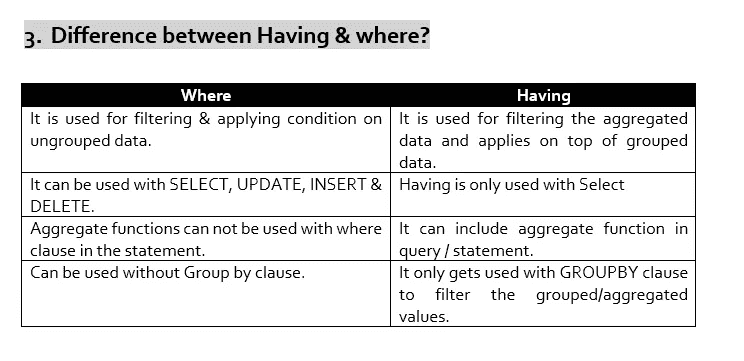 3. Difference between Having & where?
Where
Having
It is used for filtering & applying condition on
ungrouped data.
It is used for filtering the aggregated
data and applies on top of grouped
data.
It can be used with SELECT, UPDATE, INSERT &
DELETE.
Having is only used with Select
Aggregate functions can not be used with where
clause in the statement.
It can include aggregate function in
query / statement.
Can be used without Group by clause.
It only gets used with GROUPBY clause
to filter the grouped/aggregated
values.